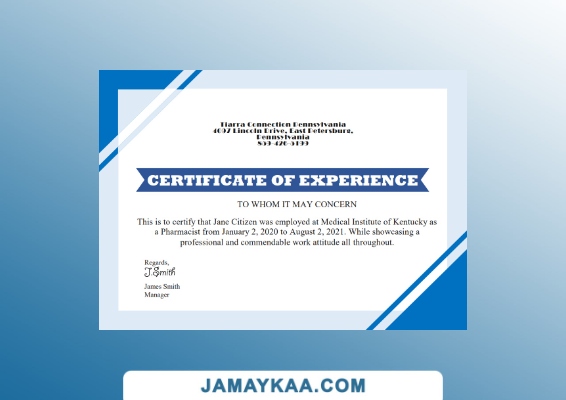 Tiarra Connection Pennsylvania
4697 Lincoln Drive, East Petersburg,
Pennsylvania
859-426-5199
CERTIFICATE OF EXPERIENCE
TO WHOM IT MAY CONCERN
This is to certify that Jane Citizen was employed at Medical Institute of Kentucky as
a Pharmacist from January 2, 2020 to August 2, 2021. While showcasing a
professional and commendable work attitude all throughout.
Regards,
J.Smith
James Smith
Manager
JAMAYKAA.COM